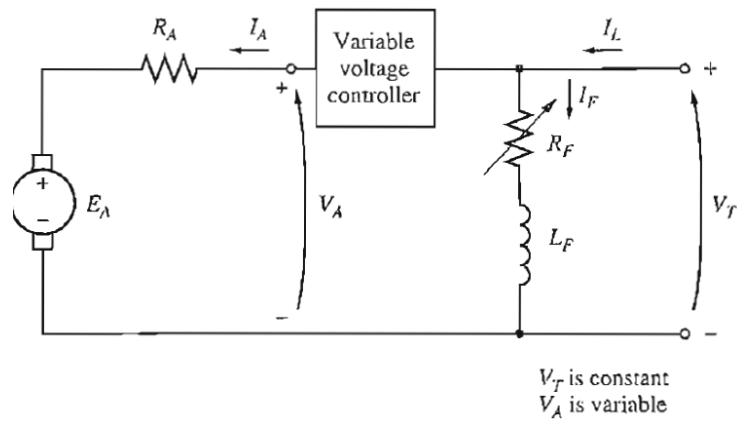 R_A
I_A
Variable
voltage
controller
I_L
+
+
I_F
R_F
+
−
E_A
V_A
V_T
L_F
−
−
V_T is constant
V_A is variable